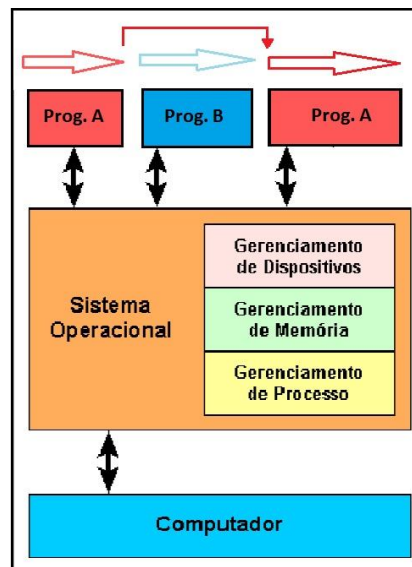 Prog. A
Prog. B
Prog. A
Sistema
Operacional
Gerenciamento
de Dispositivos
Gerenciamento
de Memória
Gerenciamento
de Processo
Computador